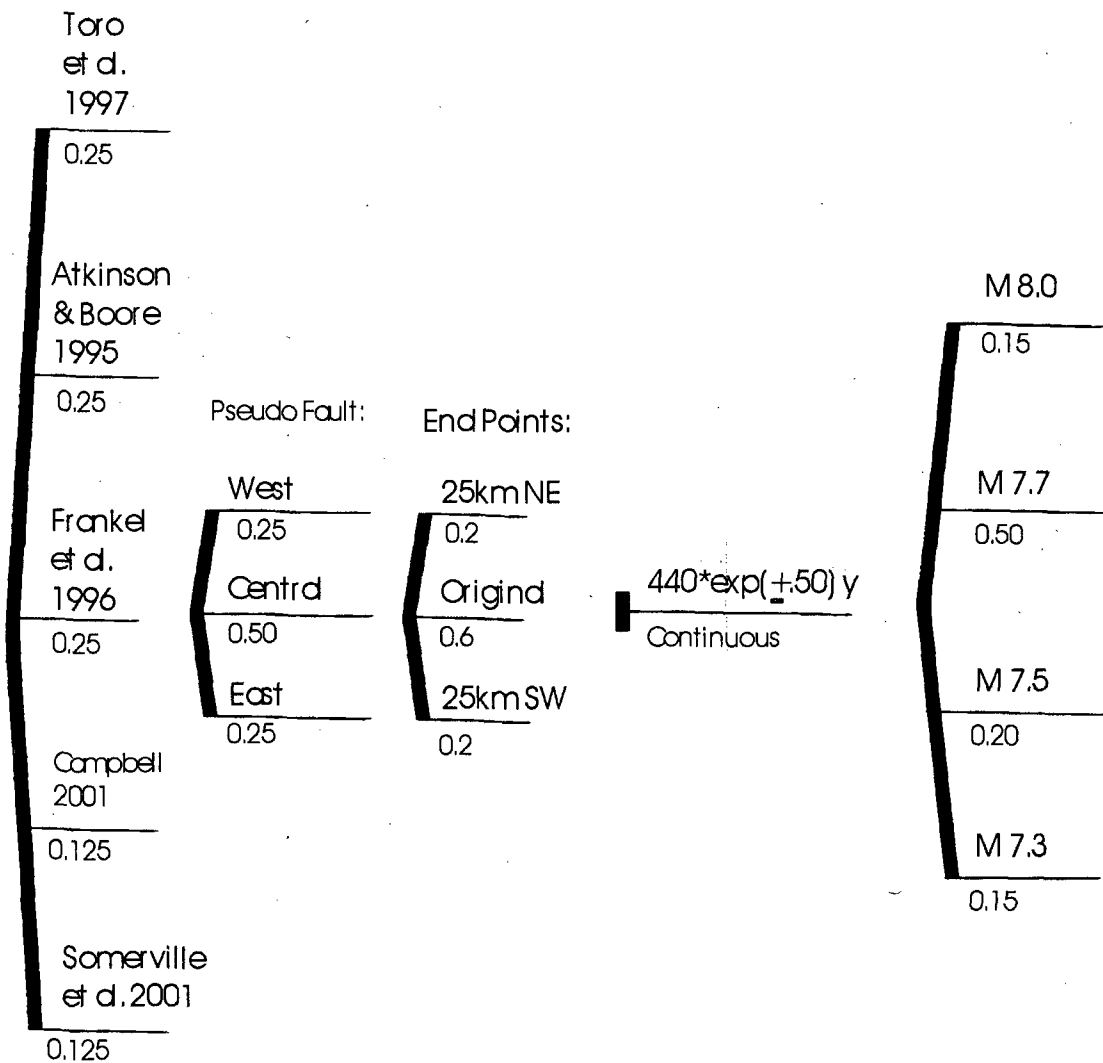 Toro
et d.
1997
0.25
Atkinson
& Boore
1995
0.25
Frankel
et d.
1996
0.25
Campbell
2001
0.125
Somerville
et d. 2001
0.125
Pseudo Fault:
West
0.25
Central
0.50
East
0.25
End Points:
25km NE
0.2
Original
0.6
25km SW
0.2
440*exp(±.50) y
Continuous
M 8.0
0.15
M 7.7
0.50
M 7.5
0.20
M 7.3
0.15